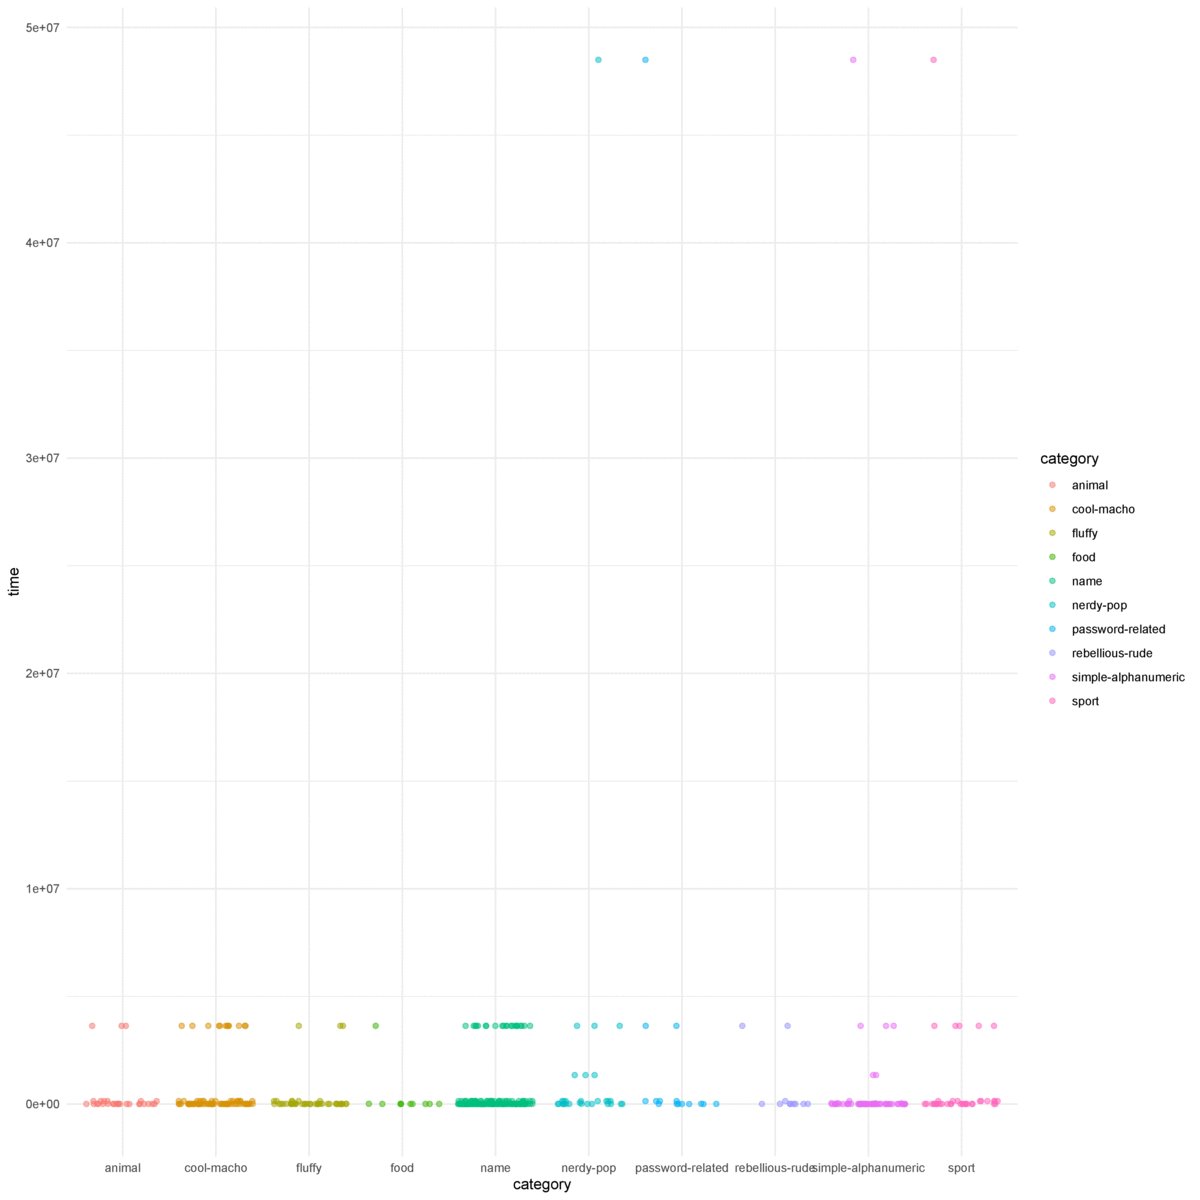 5e+07
4e+07
3e+07
2e+07
1e+07
0e+00
time
animal cool-macho fluffy food name nerdy-pop password-related rebellious-rude simple-alphanumeric sport
category
category
animal
cool-macho
fluffy
food
name
nerdy-pop
password-related
rebellious-rude
simple-alphanumeric
sport